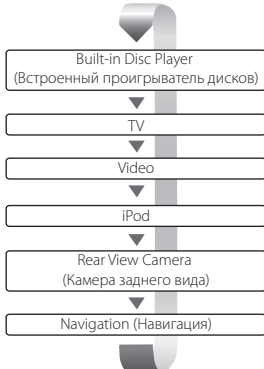 Built-in Disc Player
(Встроенный проигрыватель дисков)
TV
Video
iPod
Rear View Camera
(Камера заднего вида)
Navigation (Навигация)